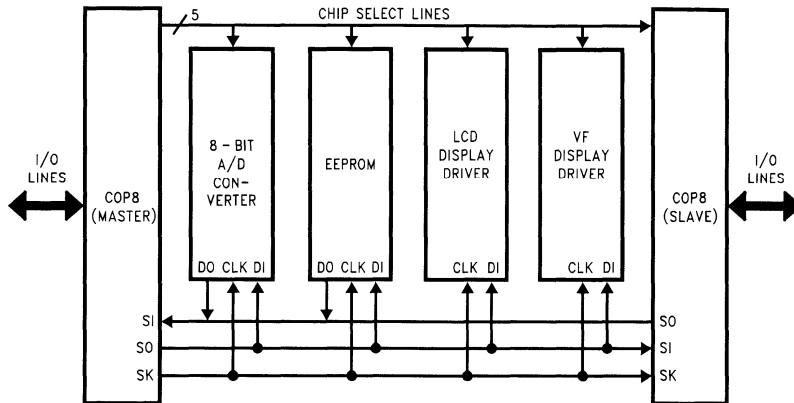 5
CHIP SELECT LINES
I/O
LINES
COP8
(MASTER)
8 - BIT
A/D
CON-
VERTER
EEPROM
LCD
DISPLAY
DRIVER
VF
DISPLAY
DRIVER
COP8
(SLAVE)
I/O
LINES
DO CLK DI
DO CLK DI
CLK DI
CLK DI
SI
SO
SO
SI
SK
SK